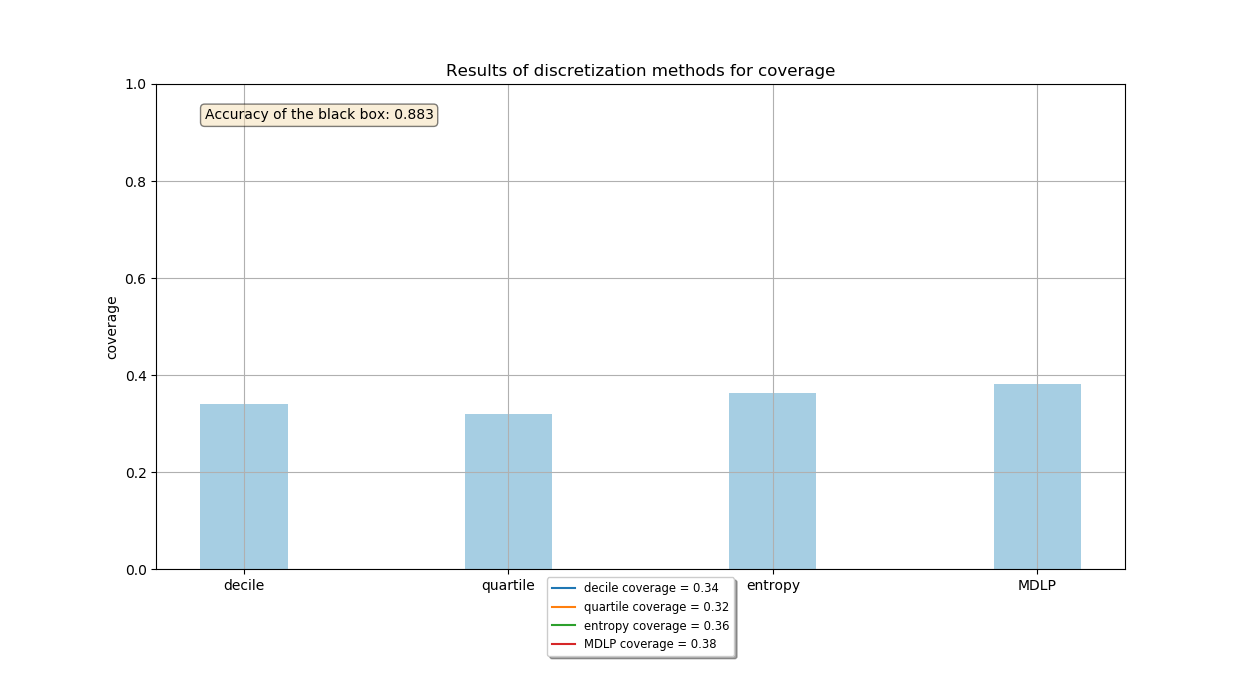 Results of discretization methods for coverage
1.0
Accuracy of the black box: 0.883
0.8
0.6
coverage
0.4
0.2
0.0
decile quartile entropy MDLP
decile coverage = 0.34
quartile coverage = 0.32
entropy coverage = 0.36
MDLP coverage = 0.38